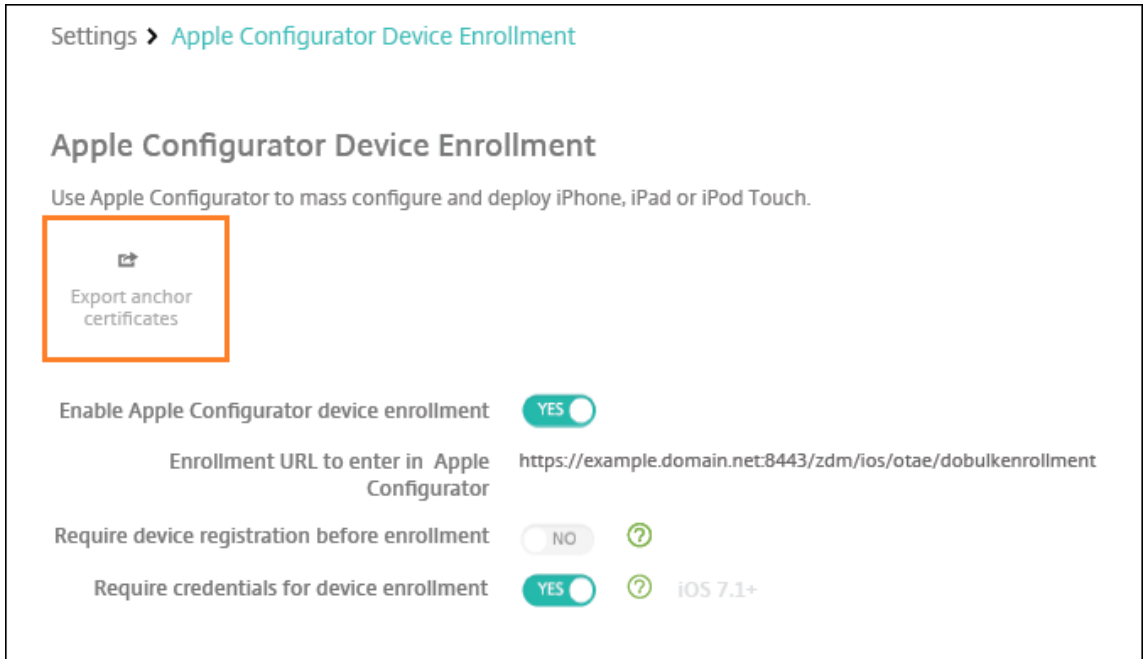 Settings > Apple Configurator Device Enrollment
Apple Configurator Device Enrollment
Use Apple Configurator to mass configure and deploy iPhone, iPad or iPod Touch.
Export anchor
certificates
Enable Apple Configurator device enrollment YES
Enrollment URL to enter in Apple https://example.domain.net:8443/zdm/ios/otae/dobulkenrollment
Configurator
Require device registration before enrollment NO ?
Require credentials for device enrollment YES ? iOS 7.1+